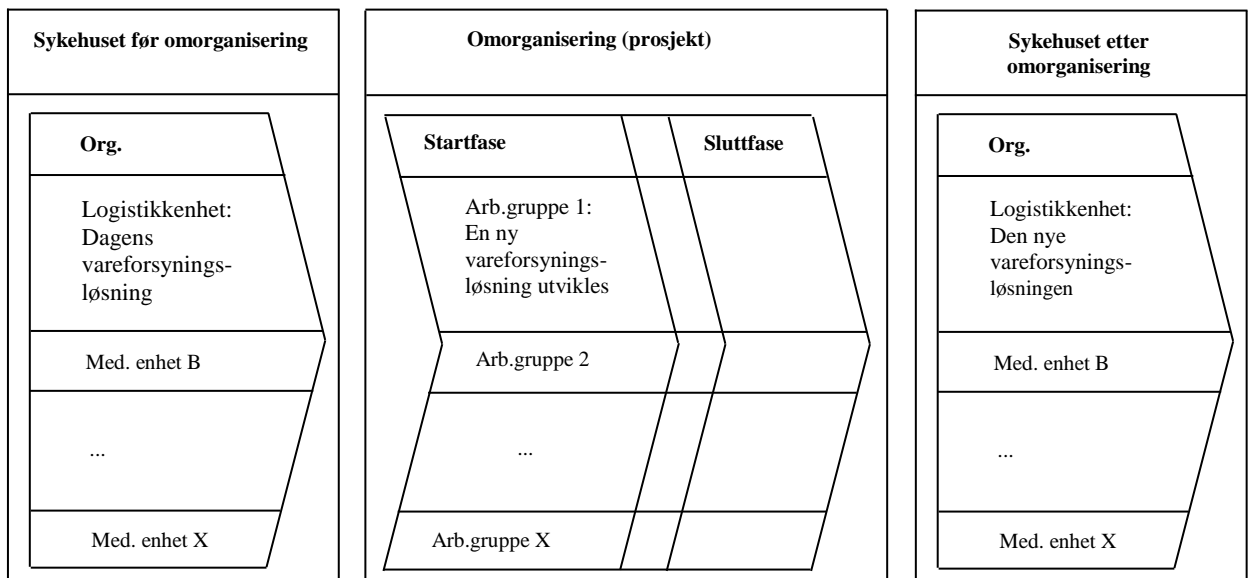 Sykehuset før omorganisering
Org.
Logistikkenhet:
Dagens
vareforsynings-
løsning
Med. enhet B
...
Med. enhet X
Omorganisering (prosjekt)
Startfase
Sluttfase
Arb.gruppe 1:
En ny
vareforsynings-
løsning utvikles
Arb.gruppe 2
...
Arb.gruppe X
Sykehuset etter
omorganisering
Org.
Logistikkenhet:
Den nye
vareforsynings-
løsningen
Med. enhet B
...
Med. enhet X